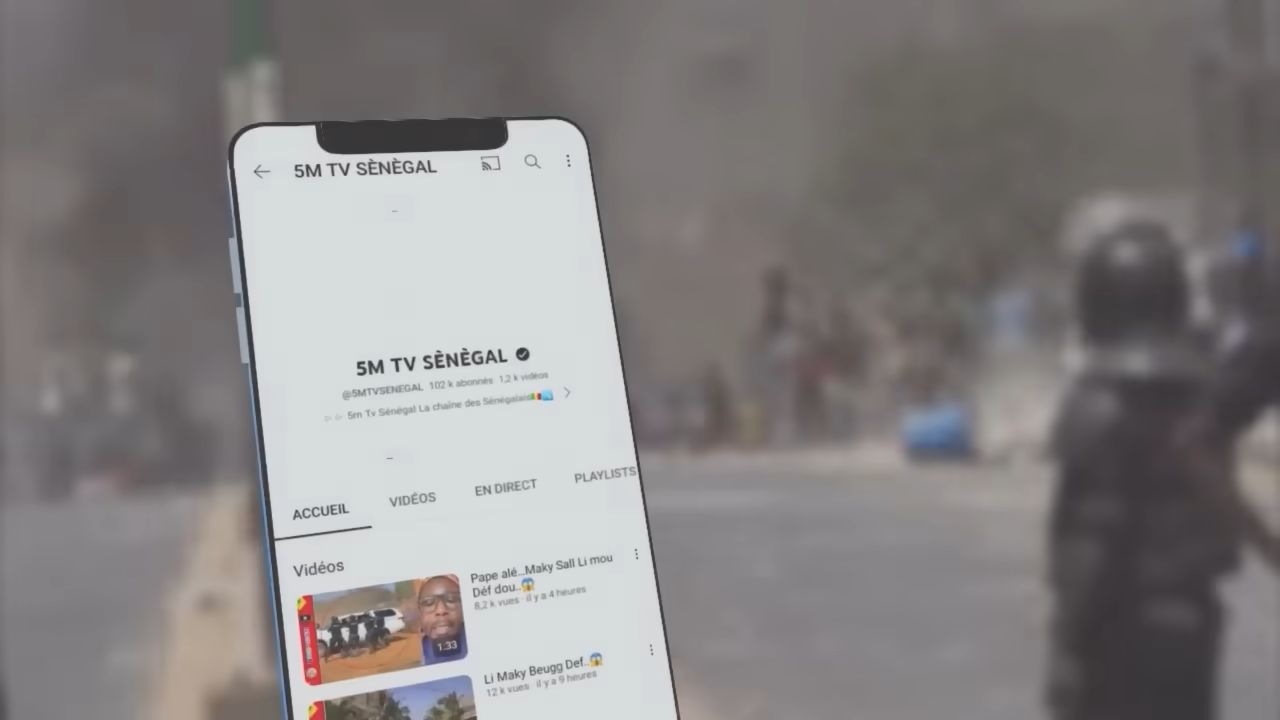 5M TV SÈNÈGAL
5M TV SÈNÈGAL
@5MTVSENEGAL 102 k abonnés 1,2 k vidéos
5m Tv Sénégal La chaîne des Sénégalais
ACCUEIL VIDÉOS EN DIRECT PLAYLISTS
Vidéos
Pape alé...Maky Sall Li mou
Déf dou..😱
8,2 k vues · il y a 4 heures
1:33
Li Maky Beugg Def..😱
12 k vues · il y a 9 heures